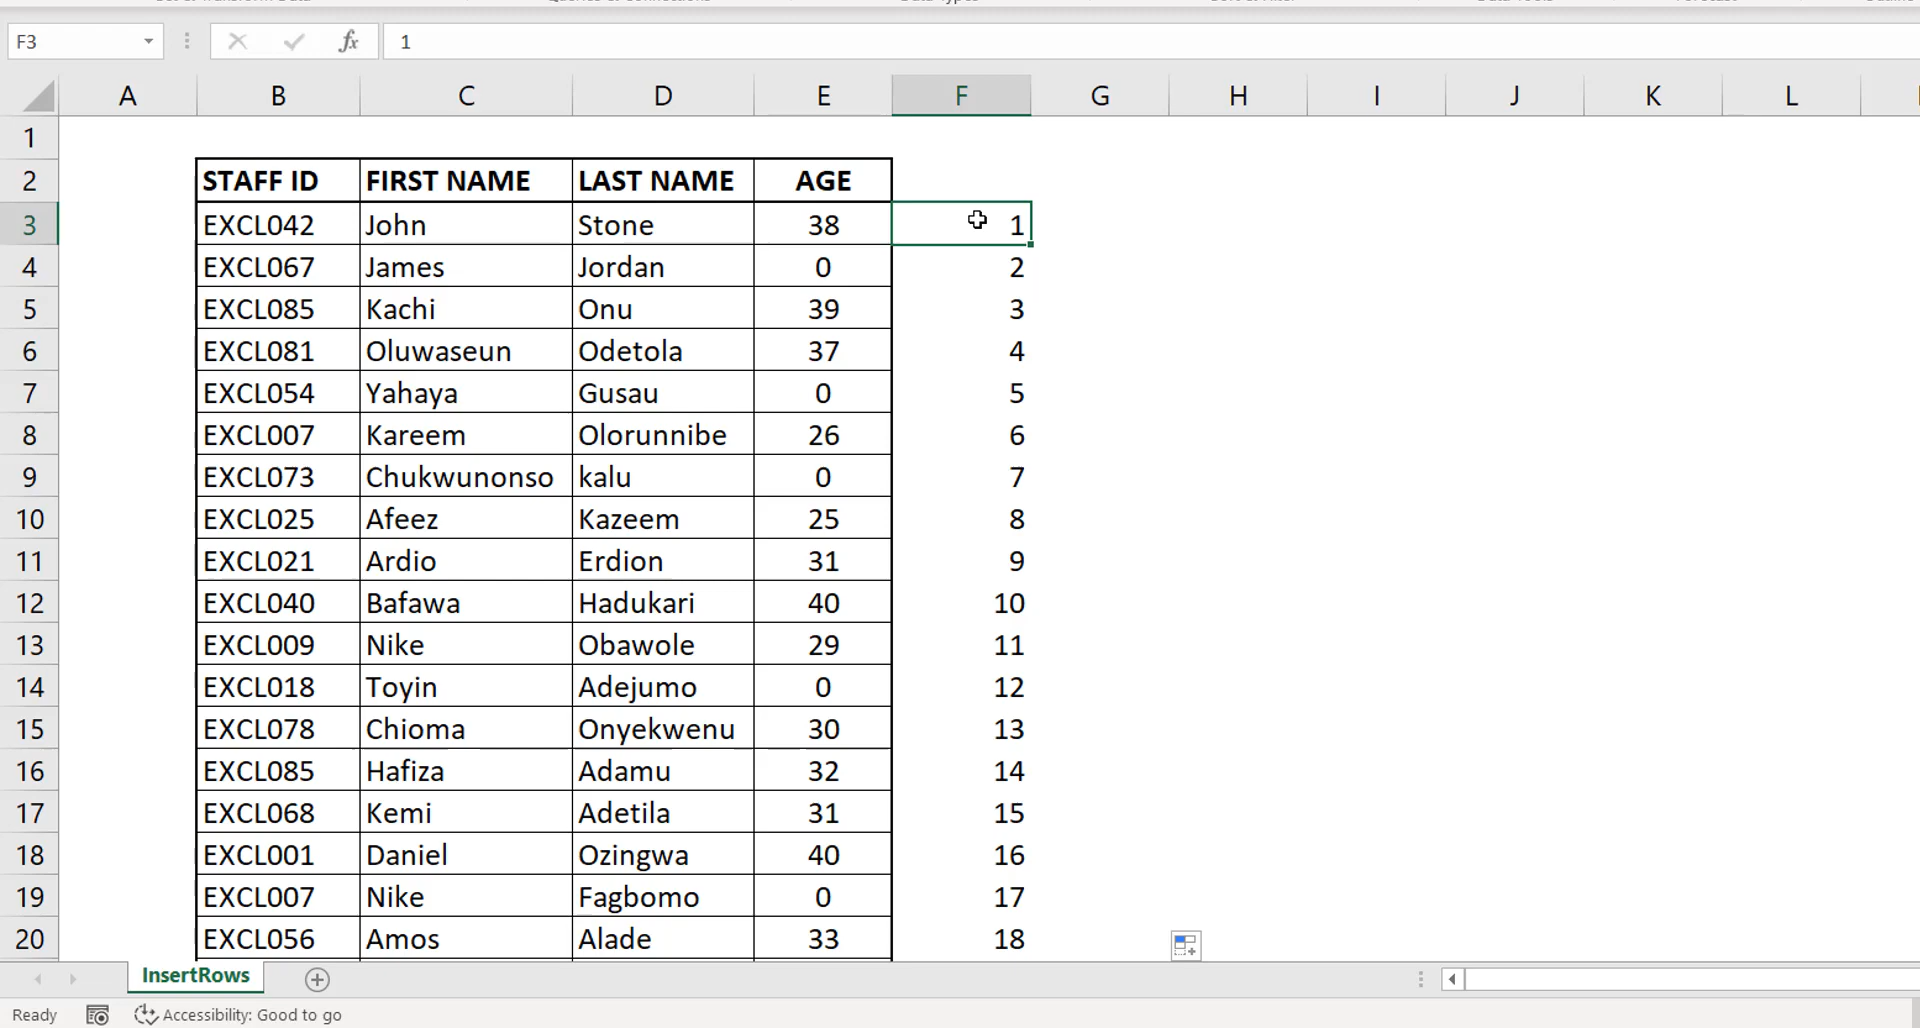 F3 fx 1
A B C D E F G H I J K L
1
2 STAFF ID FIRST NAME LAST NAME AGE
3 EXCL042 John Stone 38 1
4 EXCL067 James Jordan 0 2
5 EXCL085 Kachi Onu 39 3
6 EXCL081 Oluwaseun Odetola 37 4
7 EXCL054 Yahaya Gusau 0 5
8 EXCL007 Kareem Olorunnibe 26 6
9 EXCL073 Chukwunonso kalu 0 7
10 EXCL025 Afeez Kazeem 25 8
11 EXCL021 Ardio Erdion 31 9
12 EXCL040 Bafawa Hadukari 40 10
13 EXCL009 Nike Obawole 29 11
14 EXCL018 Toyin Adejumo 0 12
15 EXCL078 Chioma Onyekwenu 30 13
16 EXCL085 Hafiza Adamu 32 14
17 EXCL068 Kemi Adetila 31 15
18 EXCL001 Daniel Ozingwa 40 16
19 EXCL007 Nike Fagbomo 0 17
20 EXCL056 Amos Alade 33 18
InsertRows
Ready Accessibility: Good to go